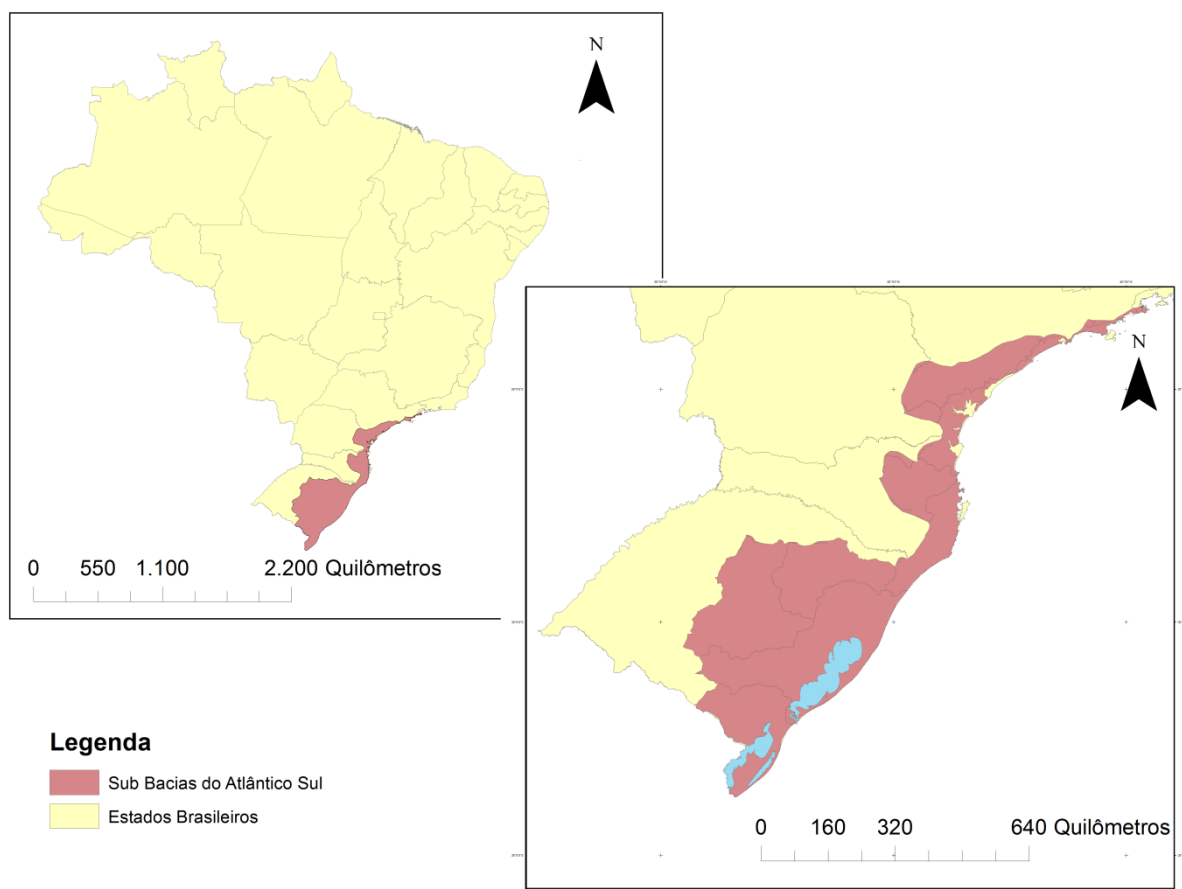 N
0 550 1.100 2.200 Quilômetros
N
0 160 320 640 Quilômetros
Legenda
Sub Bacias do Atlântico Sul
Estados Brasileiros